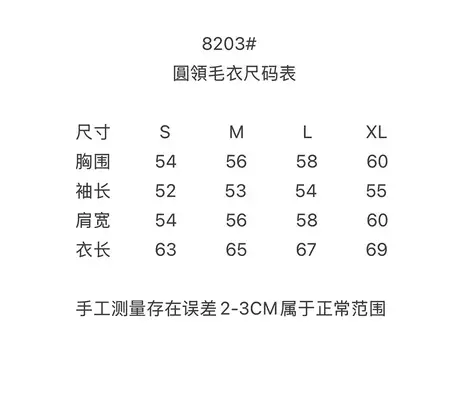 8203#
圓領毛衣尺码表
尺寸 S M L XL
胸围 54 56 58 60
袖长 52 53 54 55
肩宽 54 56 58 60
衣长 63 65 67 69
手工测量存在误差2-3CM属于正常范围